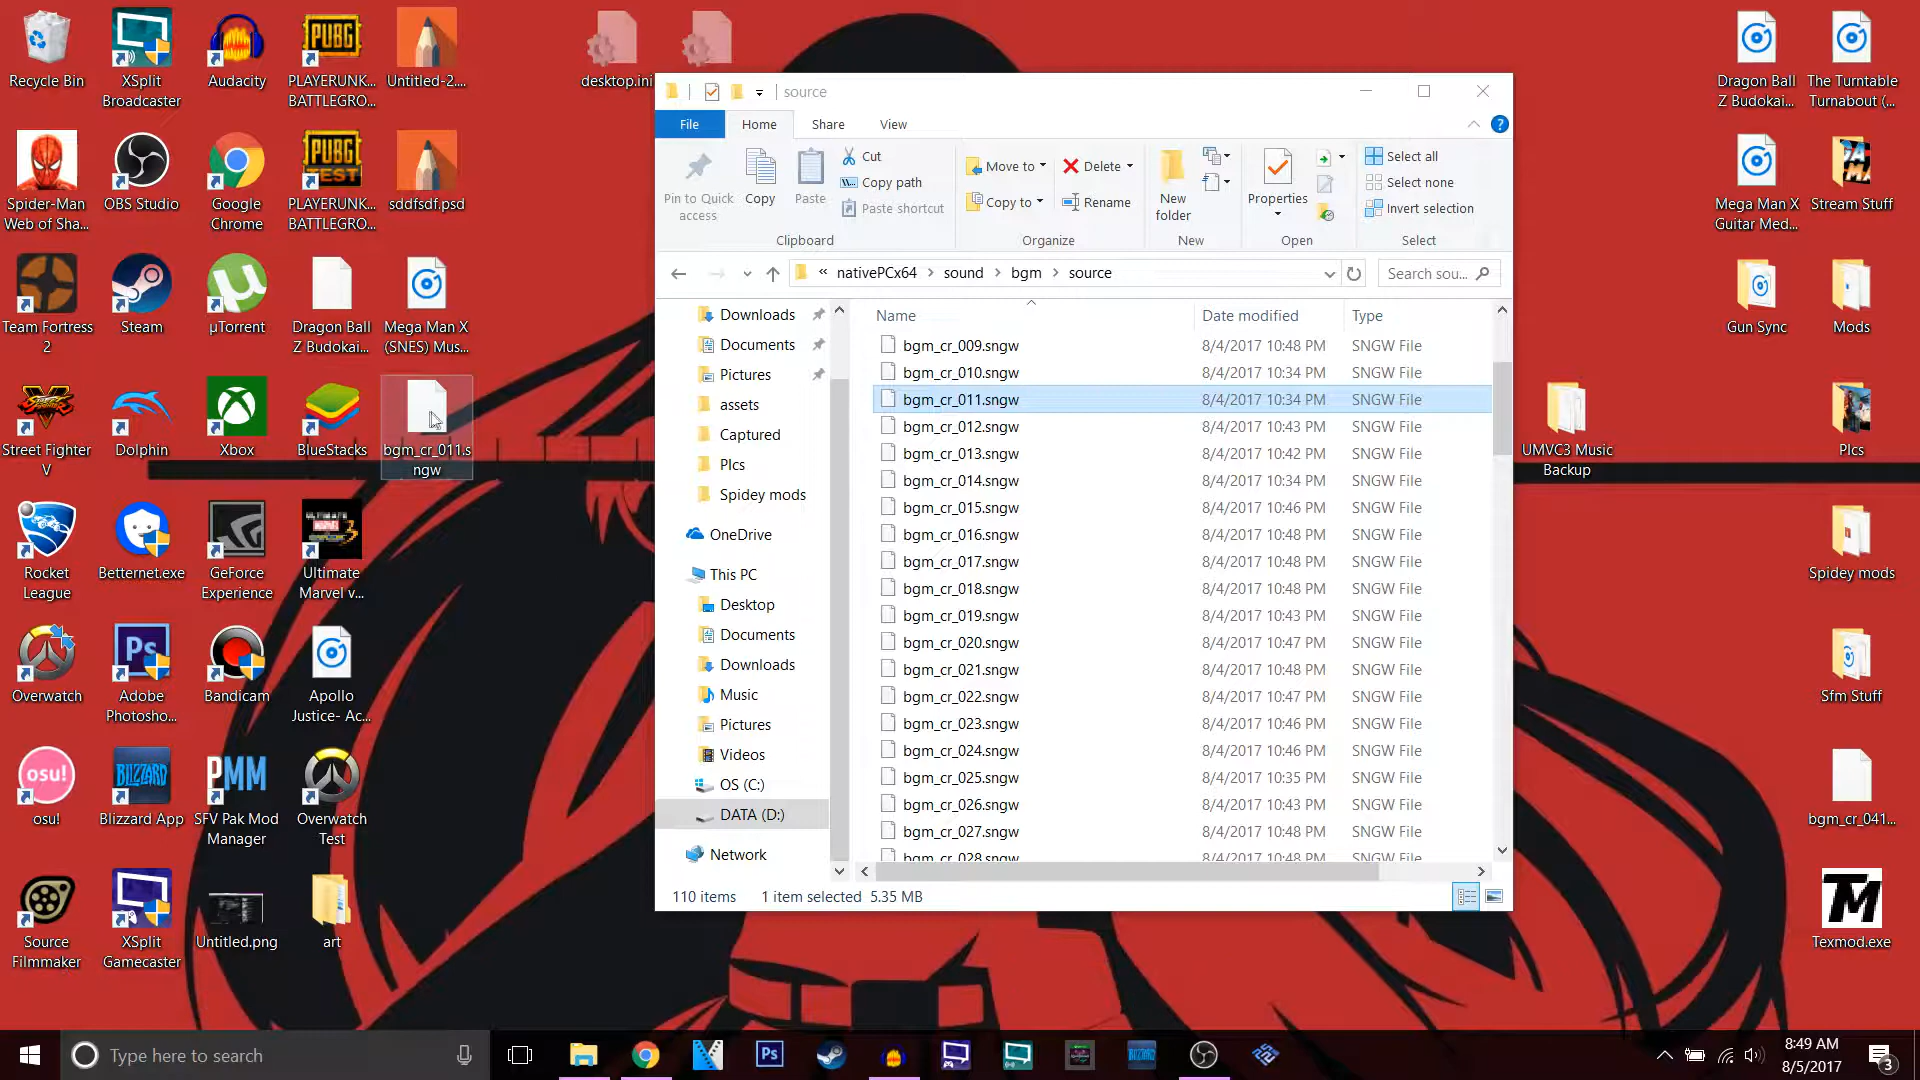 Recycle Bin
XSplit
Broadcaster
Audacity
PLAYERUNK...
BATTLEGRO...
Untitled-2....
Spider-Man
Web of Sha...
OBS Studio
Google
Chrome
PLAYERUNK...
BATTLEGRO...
sddfsdf.psd
Team Fortress
2
Steam
µTorrent
Dragon Ball
Z Budokai...
Mega Man X
(SNES) Mus...
Street Fighter
V
Dolphin
Xbox
BlueStacks
bgm_cr_011.s
ngw
Rocket
League
Betternet.exe
GeForce
Experience
Ultimate
Marvel v...
Overwatch
Adobe
Photosho...
Bandicam
Apollo
Justice- Ac...
osu!
Blizzard App
SFV Pak Mod
Manager
Overwatch
Test
Source
Filmmaker
XSplit
Gamecaster
Untitled.png
art
desktop.ini
source
File
Home
Share
View
Pin to Quick
access
Copy
Paste
Cut
Copy path
Paste shortcut
Clipboard
Move to
Copy to
Delete
Rename
Organize
New
folder
New
Properties
Open
Select all
Select none
Invert selection
Select
« nativePCx64 > sound > bgm > source
Search sou...
Downloads
Documents
Pictures
assets
Captured
PIcs
Spidey mods
OneDrive
This PC
Desktop
Documents
Downloads
Music
Pictures
Videos
OS (C:)
DATA (D:)
Network
Name Date modified Type
bgm_cr_009.sngw 8/4/2017 10:48 PM SNGW File
bgm_cr_010.sngw 8/4/2017 10:34 PM SNGW File
bgm_cr_011.sngw 8/4/2017 10:34 PM SNGW File
bgm_cr_012.sngw 8/4/2017 10:43 PM SNGW File
bgm_cr_013.sngw 8/4/2017 10:42 PM SNGW File
bgm_cr_014.sngw 8/4/2017 10:34 PM SNGW File
bgm_cr_015.sngw 8/4/2017 10:46 PM SNGW File
bgm_cr_016.sngw 8/4/2017 10:48 PM SNGW File
bgm_cr_017.sngw 8/4/2017 10:48 PM SNGW File
bgm_cr_018.sngw 8/4/2017 10:48 PM SNGW File
bgm_cr_019.sngw 8/4/2017 10:43 PM SNGW File
bgm_cr_020.sngw 8/4/2017 10:47 PM SNGW File
bgm_cr_021.sngw 8/4/2017 10:48 PM SNGW File
bgm_cr_022.sngw 8/4/2017 10:47 PM SNGW File
bgm_cr_023.sngw 8/4/2017 10:46 PM SNGW File
bgm_cr_024.sngw 8/4/2017 10:46 PM SNGW File
bgm_cr_025.sngw 8/4/2017 10:35 PM SNGW File
bgm_cr_026.sngw 8/4/2017 10:43 PM SNGW File
bgm_cr_027.sngw 8/4/2017 10:48 PM SNGW File
bgm_cr_028.sngw 8/4/2017 10:48 PM SNGW File
110 items 1 item selected 5.35 MB
Dragon Ball
Z Budokai...
The Turntable
Turnabout (...
Mega Man X
Guitar Med...
Stream Stuff
Gun Sync
Mods
UMVC3 Music
Backup
PIcs
Spidey mods
Sfm Stuff
bgm_cr_041...
Texmod.exe
Type here to search
8:49 AM
8/5/2017
3